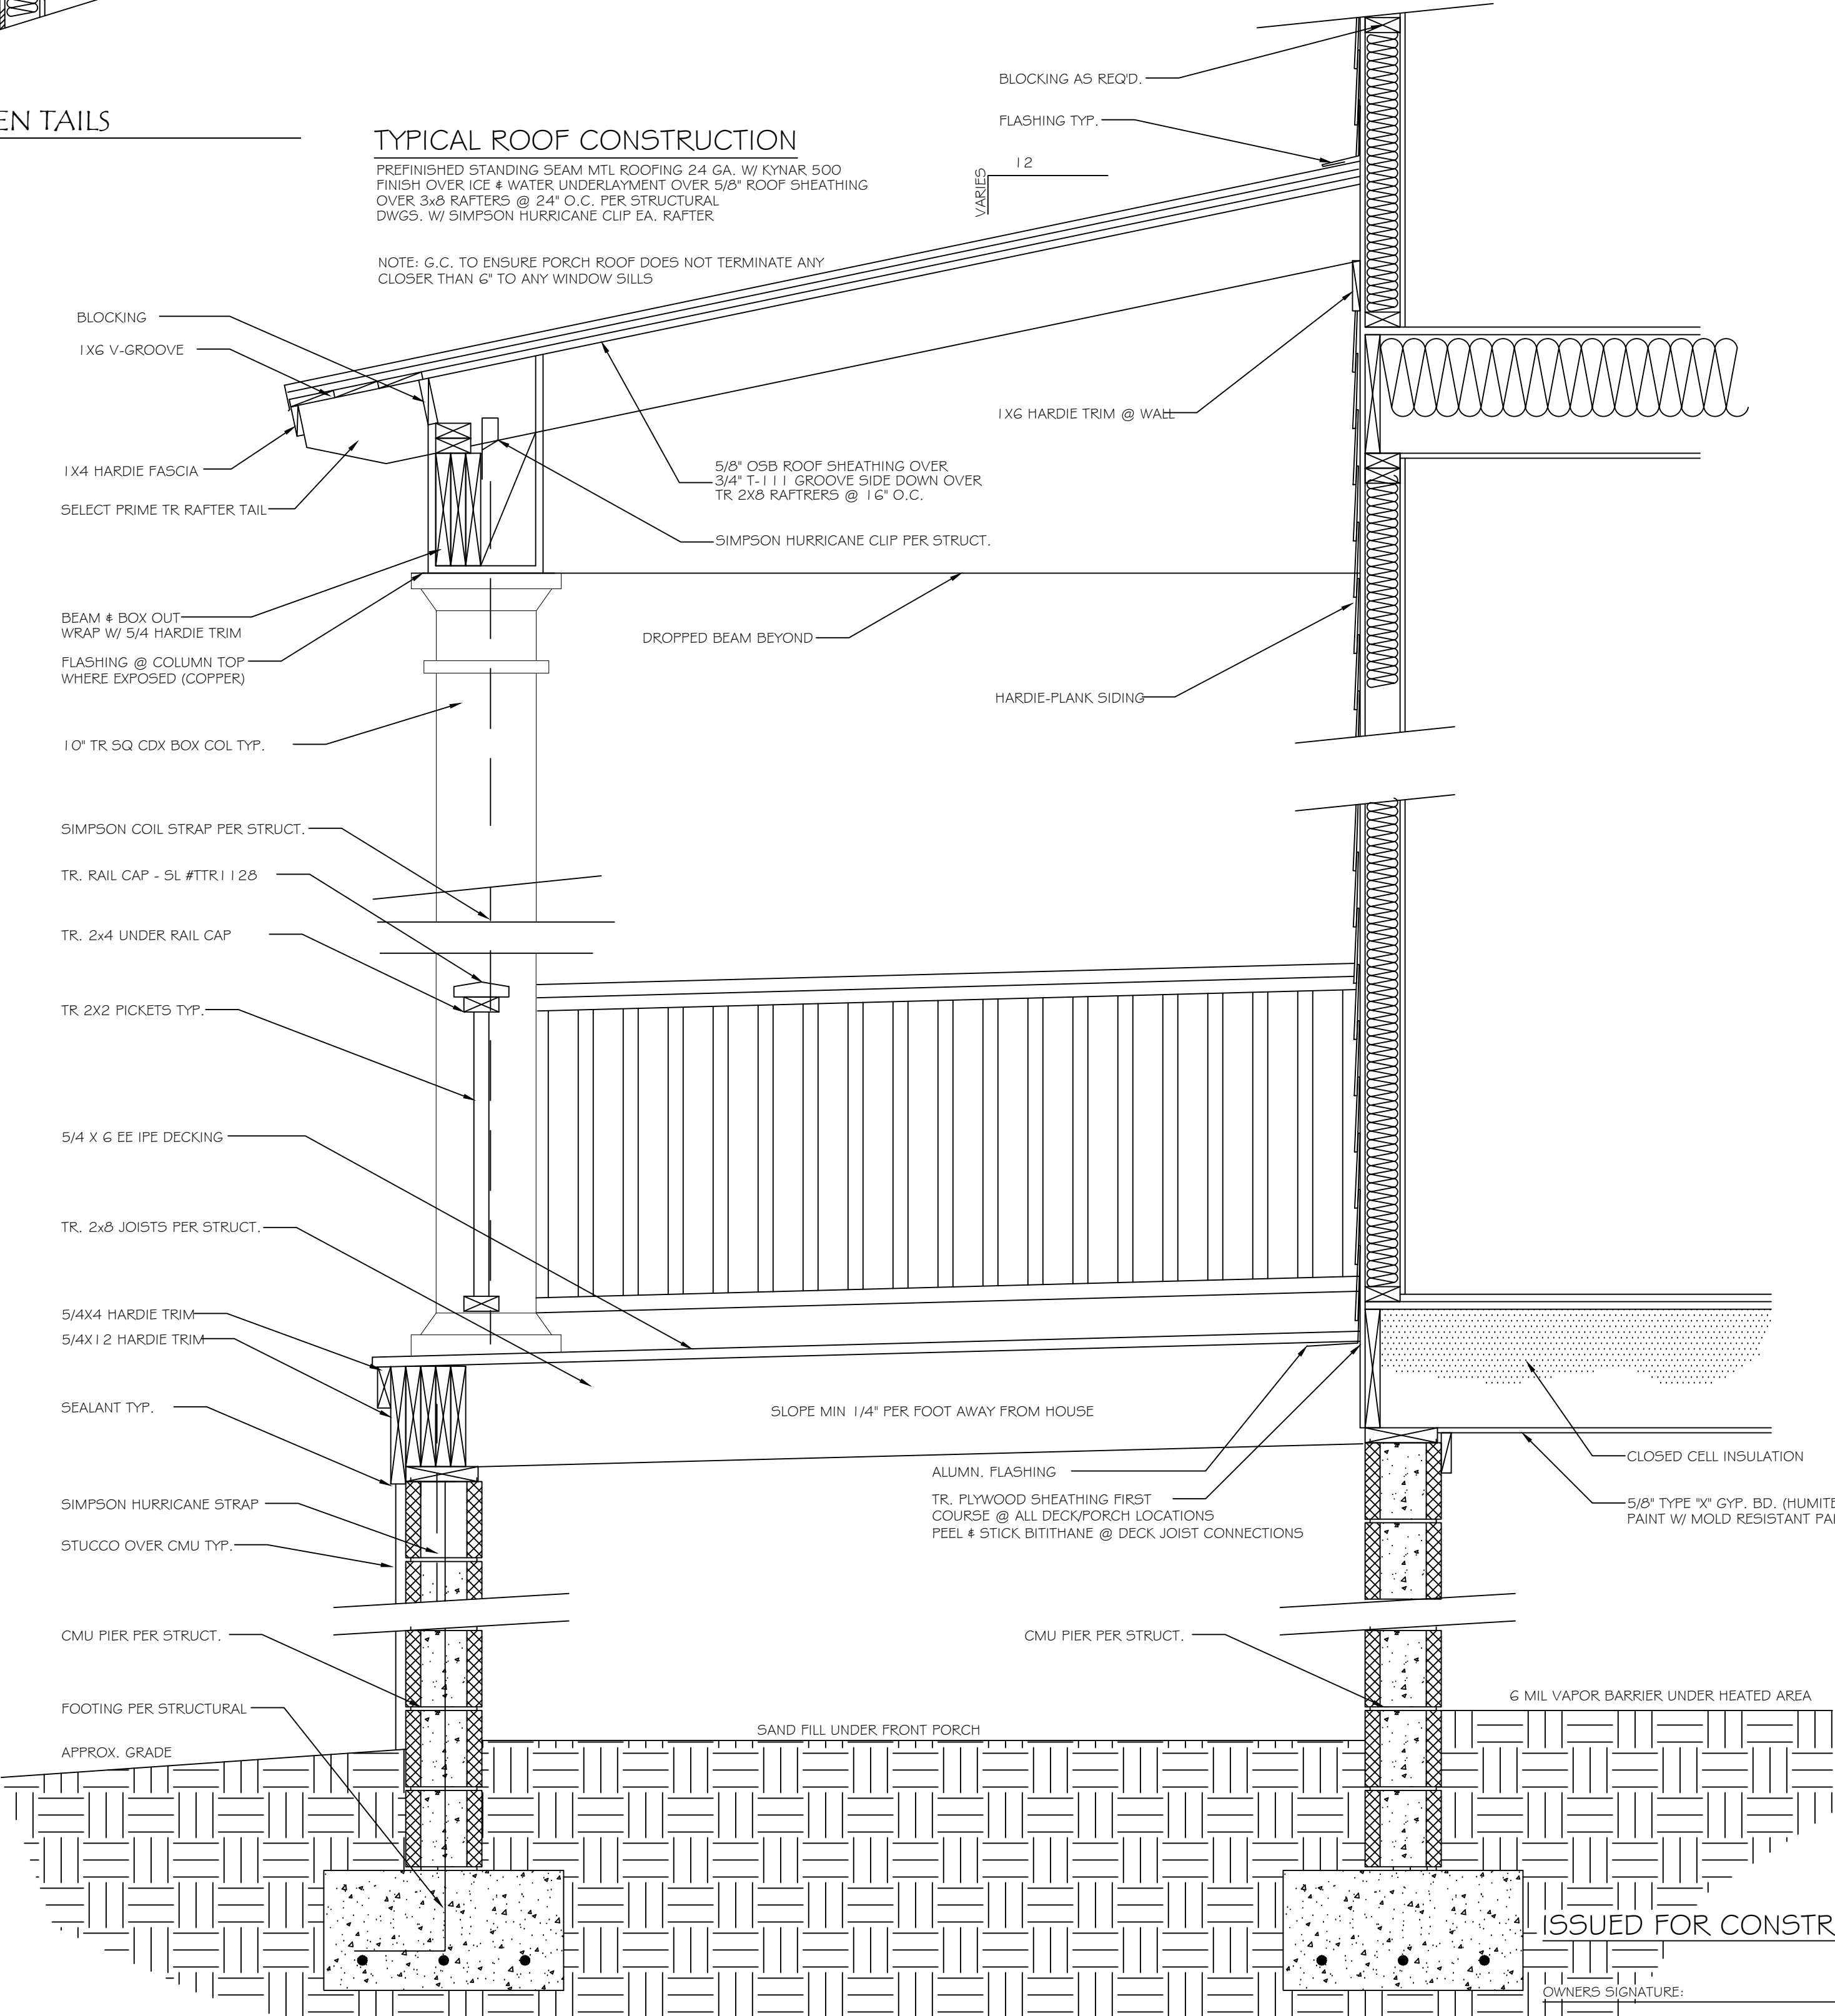 EN TAILS
TYPICAL ROOF CONSTRUCTION
PREFINISHED STANDING SEAM MTL ROOFING 24 GA. W/ KYNAR 500
FINISH OVER ICE & WATER UNDERLAYMENT OVER 5/8" ROOF SHEATHING
OVER 3x8 RAFTERS @ 24" O.C. PER STRUCTURAL
DWGS. W/ SIMPSON HURRICANE CLIP EA. RAFTER
NOTE: G.C. TO ENSURE PORCH ROOF DOES NOT TERMINATE ANY
CLOSER THAN 6" TO ANY WINDOW SILLS
BLOCKING AS REQ'D.
FLASHING TYP.
12
VARIES
BLOCKING
1X6 V-GROOVE
1X4 HARDIE FASCIA
SELECT PRIME TR RAFTER TAIL
1X6 HARDIE TRIM @ WALL
5/8" OSB ROOF SHEATHING OVER
3/4" T-111 GROOVE SIDE DOWN OVER
TR 2X8 RAFTRERS @ 16" O.C.
SIMPSON HURRICANE CLIP PER STRUCT.
BEAM & BOX OUT
WRAP W/ 5/4 HARDIE TRIM
FLASHING @ COLUMN TOP
WHERE EXPOSED (COPPER)
DROPPED BEAM BEYOND
HARDIE-PLANK SIDING
10" TR SQ CDX BOX COL TYP.
SIMPSON COIL STRAP PER STRUCT.
TR. RAIL CAP - SL #TTR1128
TR. 2x4 UNDER RAIL CAP
TR 2X2 PICKETS TYP.
5/4 X 6 EE IPE DECKING
TR. 2x8 JOISTS PER STRUCT.
5/4X4 HARDIE TRIM
5/4X12 HARDIE TRIM
SEALANT TYP.
SLOPE MIN 1/4" PER FOOT AWAY FROM HOUSE
ALUMN. FLASHING
TR. PLYWOOD SHEATHING FIRST
COURSE @ ALL DECK/PORCH LOCATIONS
PEEL & STICK BITITHANE @ DECK JOIST CONNECTIONS
CLOSED CELL INSULATION
5/8" TYPE "X" GYP. BD. (HUMITE
PAINT W/ MOLD RESISTANT PAI
SIMPSON HURRICANE STRAP
STUCCO OVER CMU TYP.
CMU PIER PER STRUCT.
CMU PIER PER STRUCT.
FOOTING PER STRUCTURAL
APPROX. GRADE
SAND FILL UNDER FRONT PORCH
6 MIL VAPOR BARRIER UNDER HEATED AREA
ISSUED FOR CONSTR
OWNERS SIGNATURE: